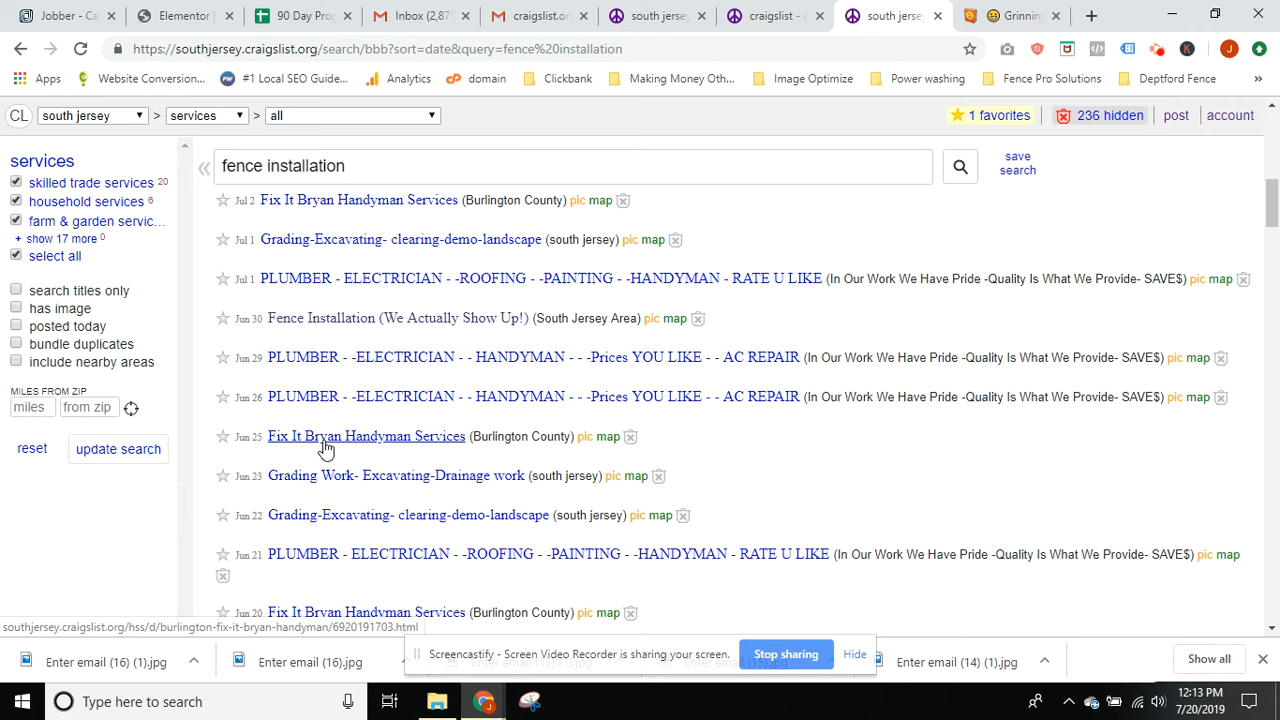 Jobber - Cal
Elementor |
90 Day Pro
Inbox (2,87
craigslist.or
south jersey
craigslist - c
south jerse
Grinning
https://southjersey.craigslist.org/search/bbb?sort=date&query=fence%20installation
Apps Website Conversion... #1 Local SEO Guide... Analytics domain Clickbank Making Money Oth... Image Optimize Power washing Fence Pro Solutions Deptford Fence »
CL south jersey > services > all 1 favorites 236 hidden post account
services
skilled trade services 20
household services 6
farm & garden servic...
+ show 17 more 0
select all
search titles only
has image
posted today
bundle duplicates
include nearby areas
MILES FROM ZIP
miles from zip
reset update search
« fence installation save search
Jul 2 Fix It Bryan Handyman Services (Burlington County) pic map
Jul 1 Grading-Excavating- clearing-demo-landscape (south jersey) pic map
Jul 1 PLUMBER - ELECTRICIAN - -ROOFING - -PAINTING - -HANDYMAN - RATE U LIKE (In Our Work We Have Pride -Quality Is What We Provide- SAVE$) pic map
Jun 30 Fence Installation (We Actually Show Up!) (South Jersey Area) pic map
Jun 29 PLUMBER - -ELECTRICIAN - - HANDYMAN - - -Prices YOU LIKE - - AC REPAIR (In Our Work We Have Pride -Quality Is What We Provide- SAVE$) pic map
Jun 26 PLUMBER - -ELECTRICIAN - - HANDYMAN - - -Prices YOU LIKE - - AC REPAIR (In Our Work We Have Pride -Quality Is What We Provide- SAVE$) pic map
Jun 25 Fix It Bryan Handyman Services (Burlington County) pic map
Jun 23 Grading Work- Excavating-Drainage work (south jersey) pic map
Jun 22 Grading-Excavating- clearing-demo-landscape (south jersey) pic map
Jun 21 PLUMBER - ELECTRICIAN - -ROOFING - -PAINTING - -HANDYMAN - RATE U LIKE (In Our Work We Have Pride -Quality Is What We Provide- SAVE$) pic map
Jun 20 Fix It Bryan Handyman Services (Burlington County) pic map
southjersey.craigslist.org/hss/d/burlington-fix-it-bryan-handyman/6920191703.html
Screencastify - Screen Video Recorder is sharing your screen. Stop sharing Hide
Enter email (16) (1).jpg Enter email (16).jpg Enter email (14) (1).jpg Show all
Type here to search
12:13 PM
7/20/2019